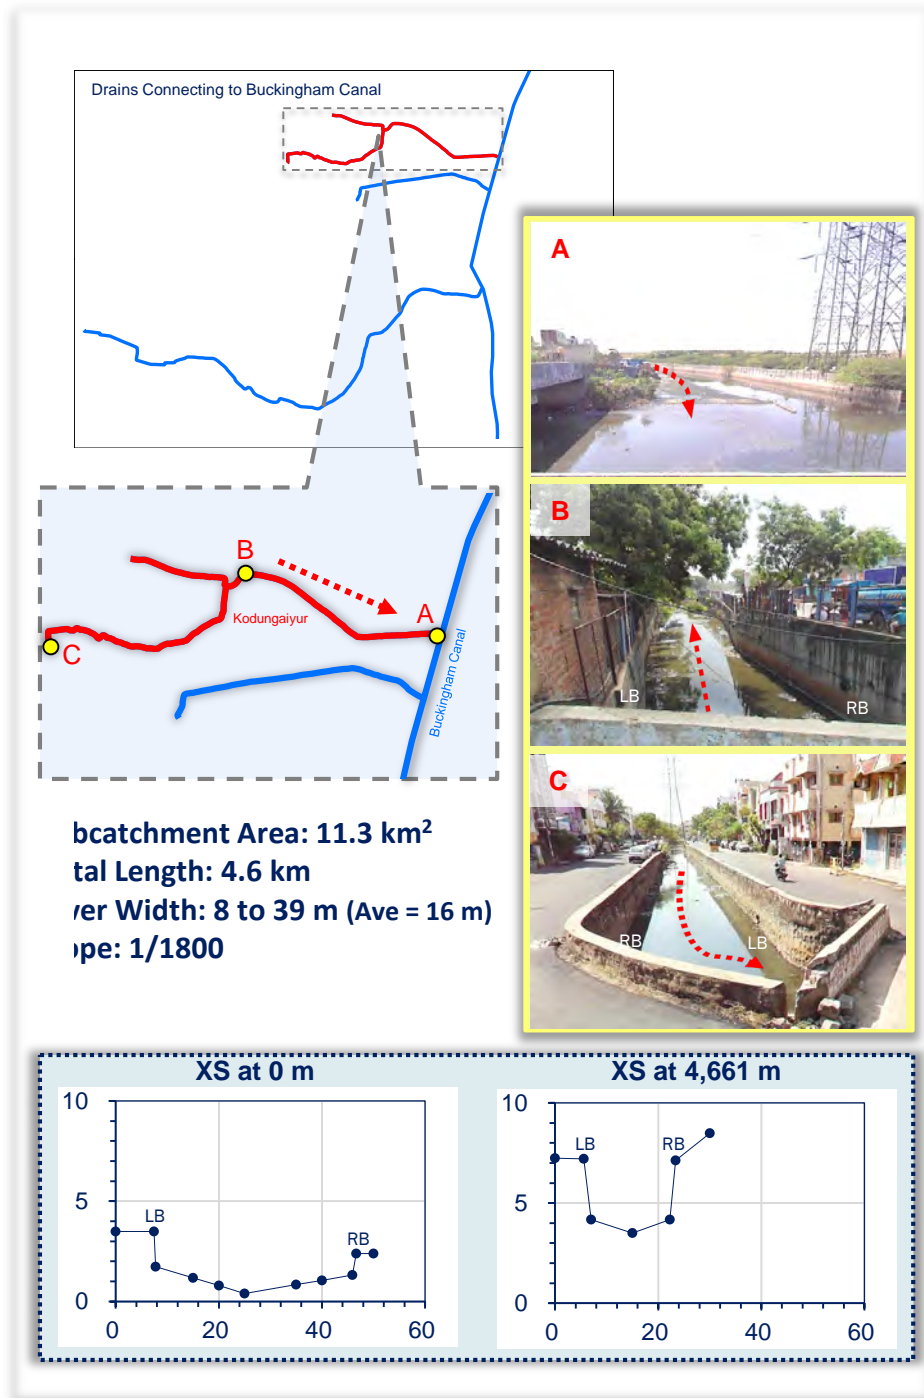 Drains Connecting to Buckingham Canal
A
B
LB
RB
C
RB
LB
B
A
Kodungaiyur
C
Buckingham Canal
bcatchment Area: 11.3 km²
tal Length: 4.6 km
ver Width: 8 to 39 m (Ave = 16 m)
ope: 1/1800
XS at 0 m
10
5
0
LB
RB
0 20 40 60
XS at 4,661 m
10
5
0
LB
RB
0 20 40 60